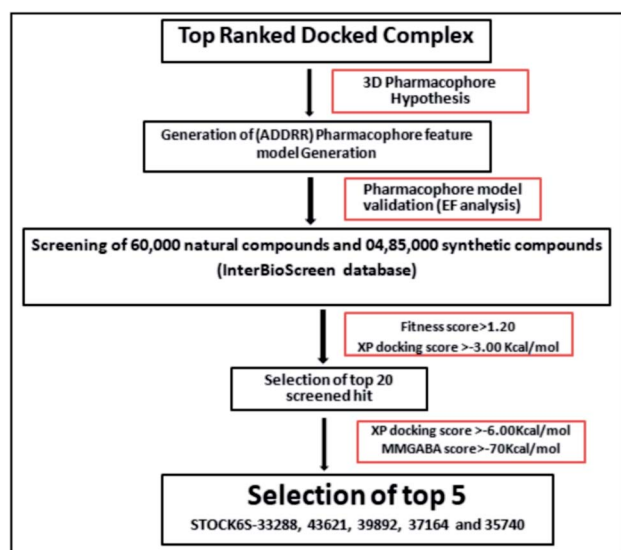 Top Ranked Docked Complex
3D Pharmacophore
Hypothesis
Generation of (ADDRR) Pharmacophore feature
model Generation
Pharmacophore model
validation (EF analysis)
Screening of 60,000 natural compounds and 04,85,000 synthetic compounds
(InterBioScreen database)
Fitness score>1.20
XP docking score >-3.00 Kcal/mol
Selection of top 20
screened hit
XP docking score >-6.00Kcal/mol
MMGABA score>-70Kcal/mol
Selection of top 5
STOCK6S-33288, 43621, 39892, 37164 and 35740